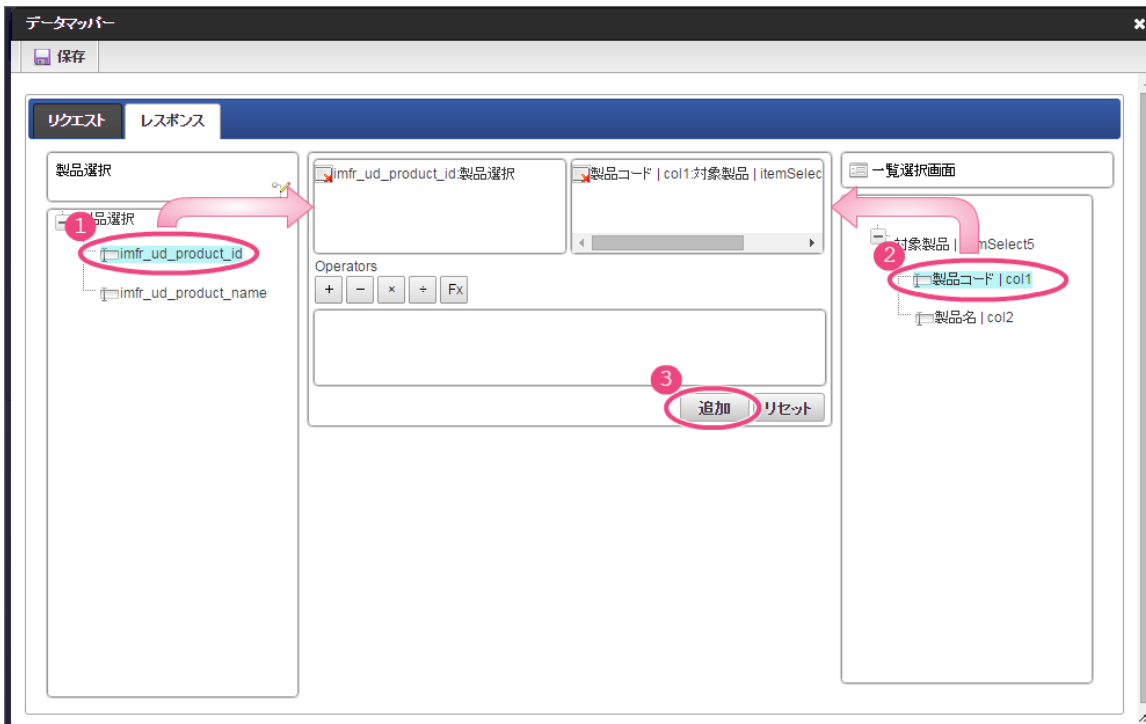 データマッパー
保存
リクエスト
レスポンス
製品選択
品選択
1
imfr_ud_product_id
imfr_ud_product_name
imfr_ud_product_id:製品選択
製品コード | col1:対象製品 | itemSelec
Operators
+ − × ÷ Fx
3
追加
リセット
一覧選択画面
対象製品 | mSelect5
2
製品コード | col1
製品名 | col2